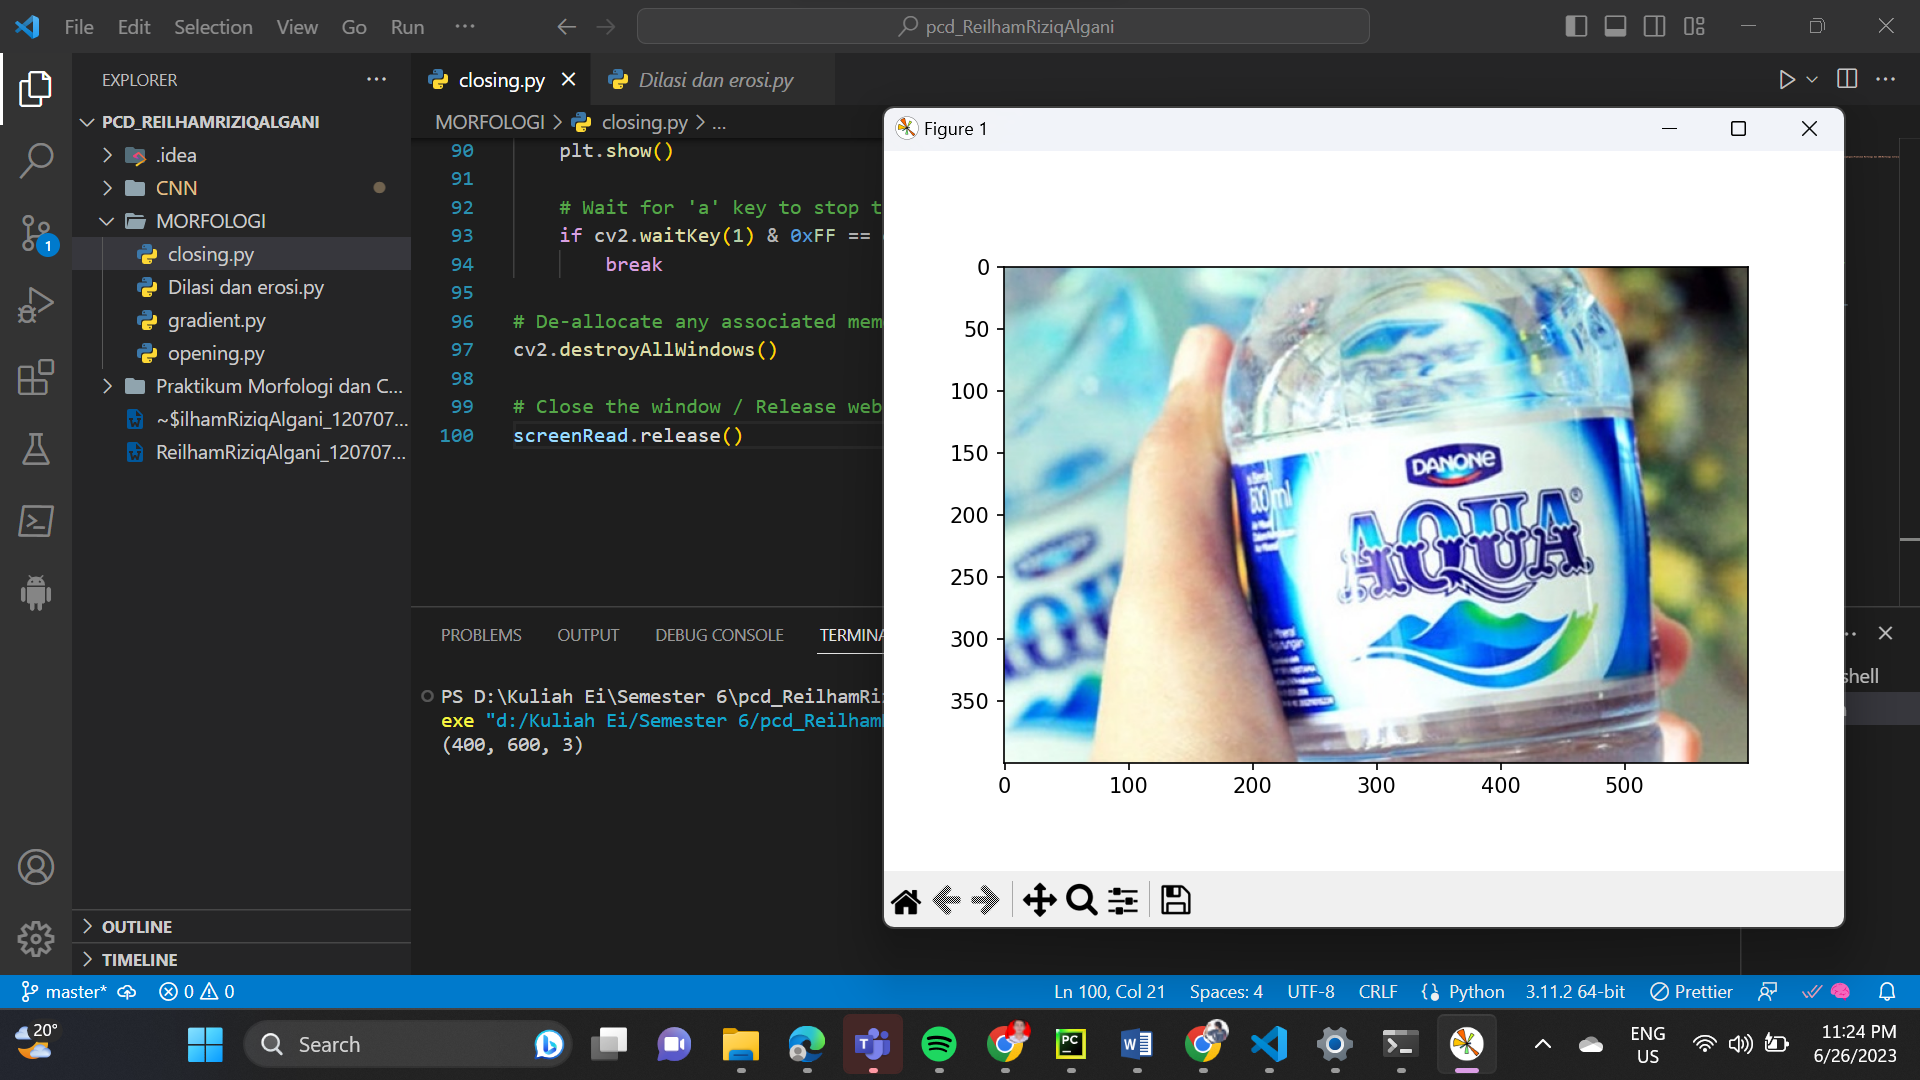 File Edit Selection View Go Run ...
pcd_ReilhamRiziqAlgani
EXPLORER
PCD_REILHAMRIZIQALGANI
.idea
CNN
MORFOLOGI
closing.py
Dilasi dan erosi.py
gradient.py
opening.py
Praktikum Morfologi dan C...
~$ilhamRiziqAlgani_120707...
ReilhamRiziqAlgani_120707...
OUTLINE
TIMELINE
1
closing.py
Dilasi dan erosi.py
MORFOLOGI > closing.py > ...
90 plt.show()
91
92 # Wait for 'a' key to stop t
93 if cv2.waitKey(1) & 0xFF ==
94 break
95
96 # De-allocate any associated mem
97 cv2.destroyAllWindows()
98
99 # Close the window / Release web
100 screenRead.release()
PROBLEMS OUTPUT DEBUG CONSOLE TERMINA
PS D:\Kuliah Ei\Semester 6\pcd_ReilhamRi
exe "d:/Kuliah Ei/Semester 6/pcd_Reilham
(400, 600, 3)
shell
Figure 1
0
50
100
150
200
250
300
350
0 100 200 300 400 500
DANONE
AQUA®
600 ml
AQUA
master* 0 0
Ln 100, Col 21 Spaces: 4 UTF-8 CRLF Python 3.11.2 64-bit Prettier
20°
Search
ENG
US
11:24 PM
6/26/2023